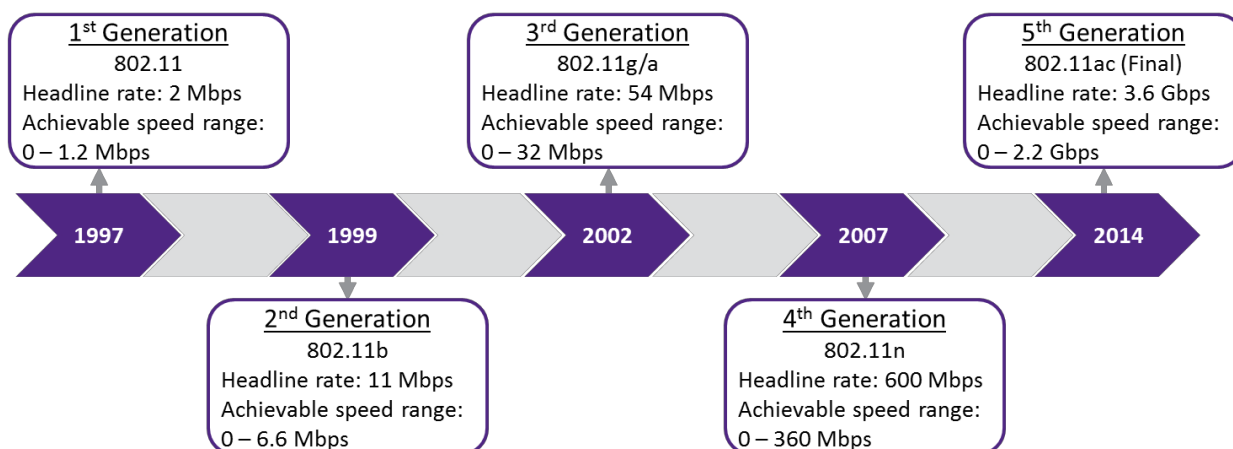 1st Generation
802.11
Headline rate: 2 Mbps
Achievable speed range:
0 – 1.2 Mbps
3rd Generation
802.11g/a
Headline rate: 54 Mbps
Achievable speed range:
0 – 32 Mbps
5th Generation
802.11ac (Final)
Headline rate: 3.6 Gbps
Achievable speed range:
0 – 2.2 Gbps
1997
1999
2002
2007
2014
2nd Generation
802.11b
Headline rate: 11 Mbps
Achievable speed range:
0 – 6.6 Mbps
4th Generation
802.11n
Headline rate: 600 Mbps
Achievable speed range:
0 – 360 Mbps